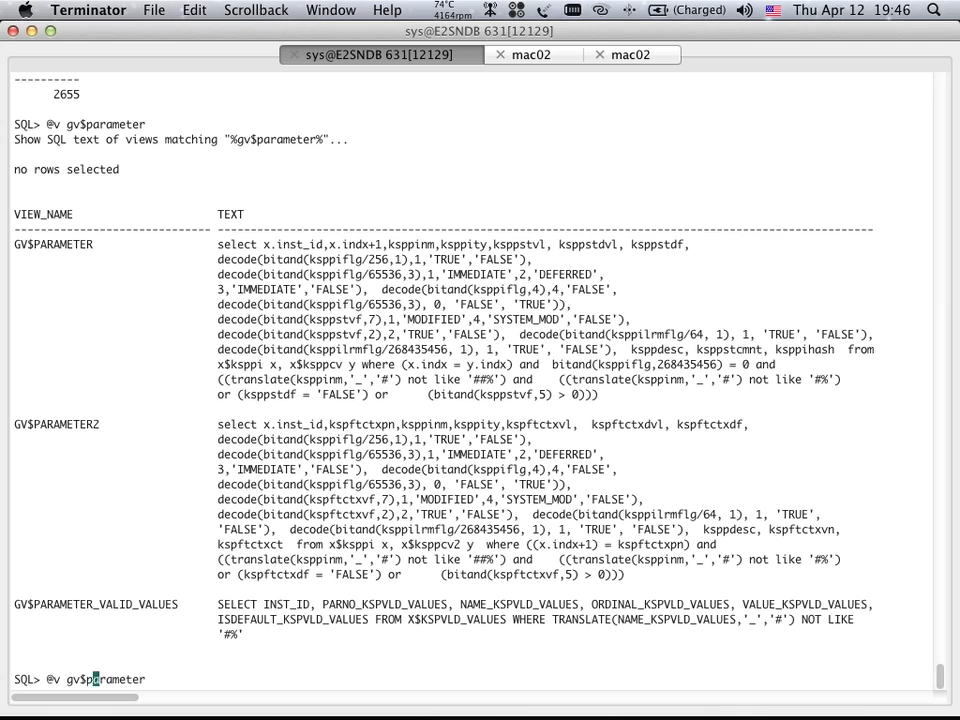 Terminator File Edit Scrollback Window Help 74°C 4164rpm (Charged) Thu Apr 12 19:46
sys@E2SNDB 631[12129]
× sys@E2SNDB 631[12129] × mac02 × mac02
----------
2655
SQL> @v gv$parameter
Show SQL text of views matching "%gv$parameter%"...
no rows selected
VIEW_NAME TEXT
------------------------------ ----------------------------------------------------------------------------------------------------
GV$PARAMETER select x.inst_id,x.indx+1,ksppinm,ksppity,ksppstvl, ksppstdvl, ksppstdf,
decode(bitand(ksppiflg/256,1),1,'TRUE','FALSE'),
decode(bitand(ksppiflg/65536,3),1,'IMMEDIATE',2,'DEFERRED',
3,'IMMEDIATE','FALSE'), decode(bitand(ksppiflg,4),4,'FALSE',
decode(bitand(ksppiflg/65536,3), 0, 'FALSE', 'TRUE')),
decode(bitand(ksppstvf,7),1,'MODIFIED',4,'SYSTEM_MOD','FALSE'),
decode(bitand(ksppstvf,2),2,'TRUE','FALSE'), decode(bitand(ksppilrmflg/64, 1), 1, 'TRUE', 'FALSE'),
decode(bitand(ksppilrmflg/268435456, 1), 1, 'TRUE', 'FALSE'), ksppdesc, ksppstcmnt, ksppihash from
x$ksppi x, x$ksppcv y where (x.indx = y.indx) and bitand(ksppiflg,268435456) = 0 and
((translate(ksppinm,'_','#') not like '##%') and ((translate(ksppinm,'_','#') not like '#%')
or (ksppstdf = 'FALSE') or (bitand(ksppstvf,5) > 0)))
GV$PARAMETER2 select x.inst_id,kspftctxpn,ksppinm,ksppity,kspftctxvl, kspftctxdvl, kspftctxdf,
decode(bitand(ksppiflg/256,1),1,'TRUE','FALSE'),
decode(bitand(ksppiflg/65536,3),1,'IMMEDIATE',2,'DEFERRED',
3,'IMMEDIATE','FALSE'), decode(bitand(ksppiflg,4),4,'FALSE',
decode(bitand(ksppiflg/65536,3), 0, 'FALSE', 'TRUE')),
decode(bitand(kspftctxvf,7),1,'MODIFIED',4,'SYSTEM_MOD','FALSE'),
decode(bitand(kspftctxvf,2),2,'TRUE','FALSE'), decode(bitand(ksppilrmflg/64, 1), 1, 'TRUE',
'FALSE'), decode(bitand(ksppilrmflg/268435456, 1), 1, 'TRUE', 'FALSE'), ksppdesc, kspftctxvn,
kspftctxct from x$ksppi x, x$ksppcv2 y where ((x.indx+1) = kspftctxpn) and
((translate(ksppinm,'_','#') not like '##%') and ((translate(ksppinm,'_','#') not like '#%')
or (kspftctxdf = 'FALSE') or (bitand(kspftctxvf,5) > 0)))
GV$PARAMETER_VALID_VALUES SELECT INST_ID, PARNO_KSPVLD_VALUES, NAME_KSPVLD_VALUES, ORDINAL_KSPVLD_VALUES, VALUE_KSPVLD_VALUES,
ISDEFAULT_KSPVLD_VALUES FROM X$KSPVLD_VALUES WHERE TRANSLATE(NAME_KSPVLD_VALUES,'_','#') NOT LIKE
'#%'
SQL> @v gv$parameter